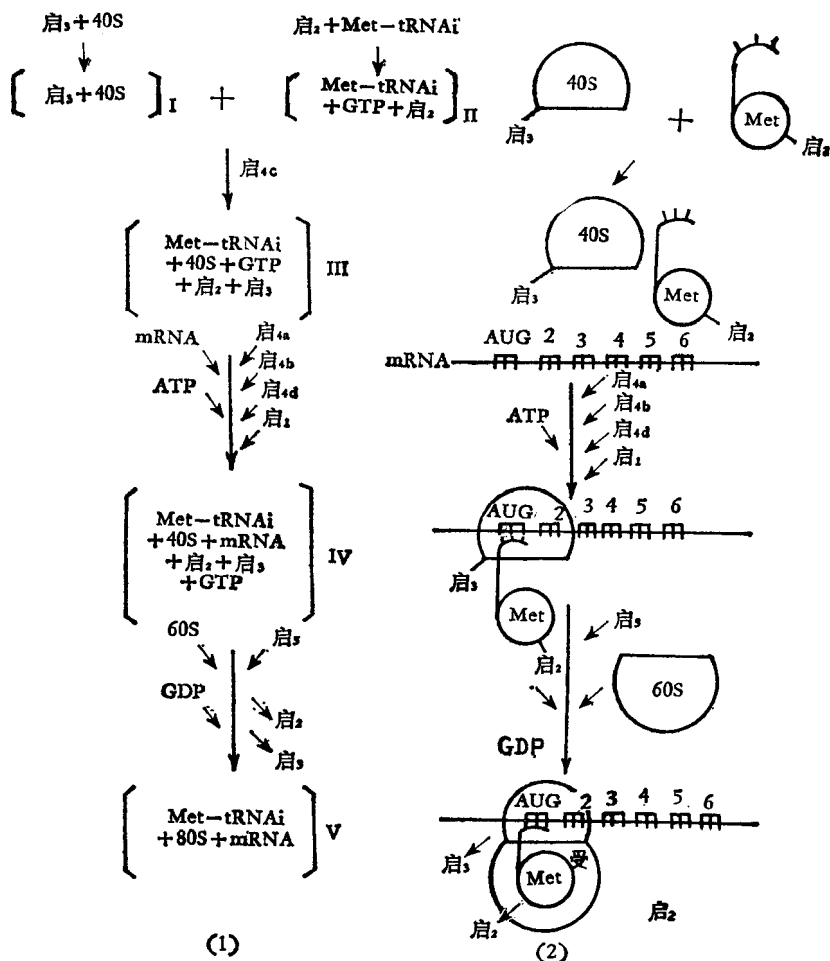 启₃+40S
[ 启₃+40S ] I
+
启₂+Met-tRNAi
[ Met-tRNAi
+GTP+启₂ ] II
启4c
[ Met-tRNAi
+40S+GTP
+启₂+启₃ ] III
mRNA
ATP
启4a
启4b
启4d
启₁
[ Met-tRNAi
+40S+mRNA
+启₂+启₃
+GTP ] IV
60S
启₅
GDP
启₂
启₃
[ Met-tRNAi
+80S+mRNA ] V
(1)
40S
启₃
+
Met
启₂
40S
启₃
Met
启₂
AUG 2 3 4 5 6
mRNA
启4a
启4b
ATP
启4d
启₁
AUG 2 3 4 5 6
启₃
Met
启₂
启₅
60S
GDP
AUG 2 3 4 5 6
启₃
受
Met
启₂
启₂
(2)